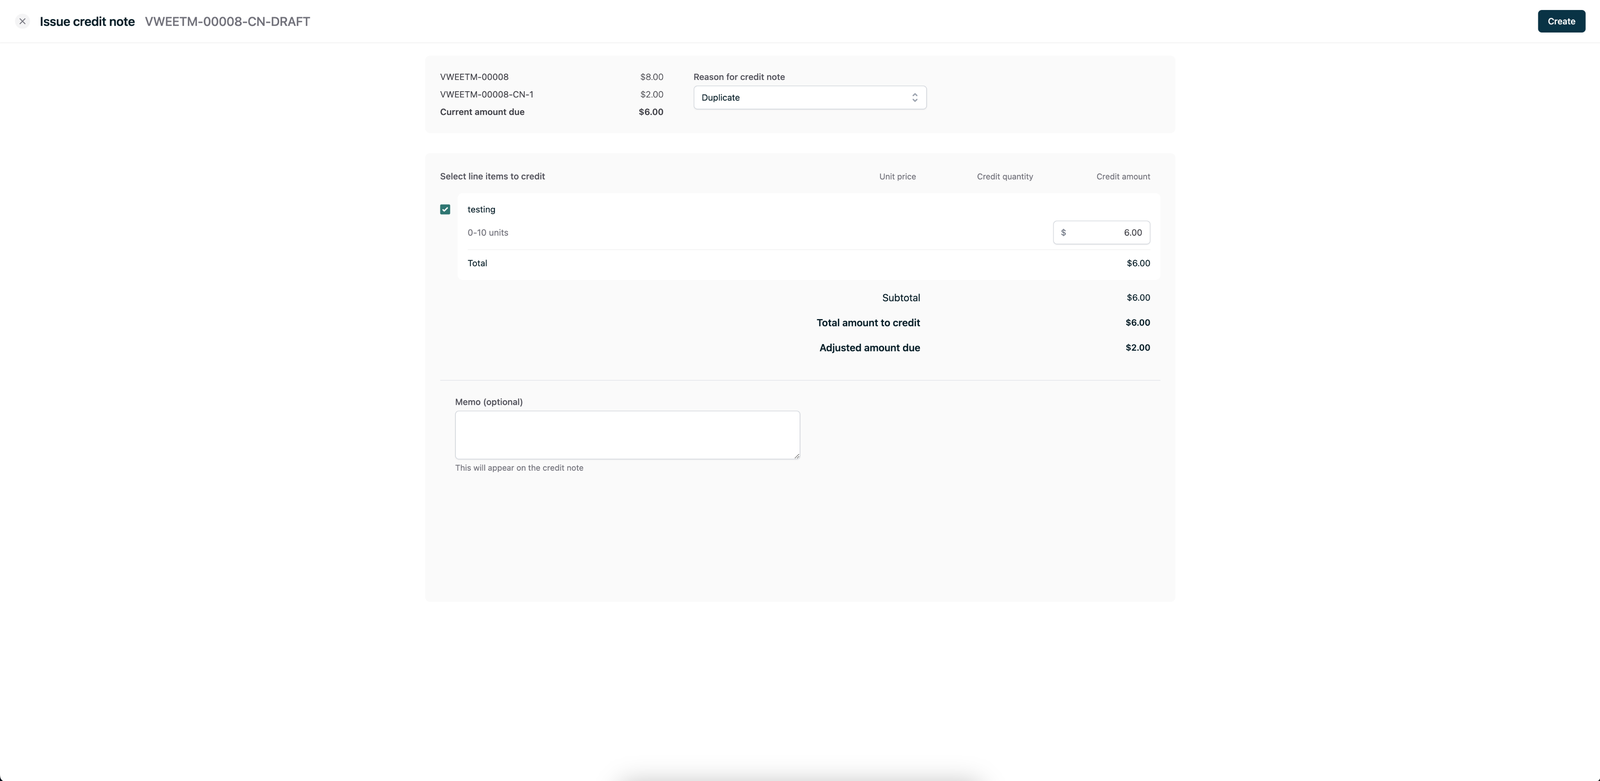 Issue credit note VWEETM-00008-CN-DRAFT
Create
VWEETM-00008 $8.00
VWEETM-00008-CN-1 $2.00
Current amount due $6.00
Reason for credit note
Duplicate
Select line items to credit Unit price Credit quantity Credit amount
testing
0-10 units $ 6.00
Total $6.00
Subtotal $6.00
Total amount to credit $6.00
Adjusted amount due $2.00
Memo (optional)
This will appear on the credit note